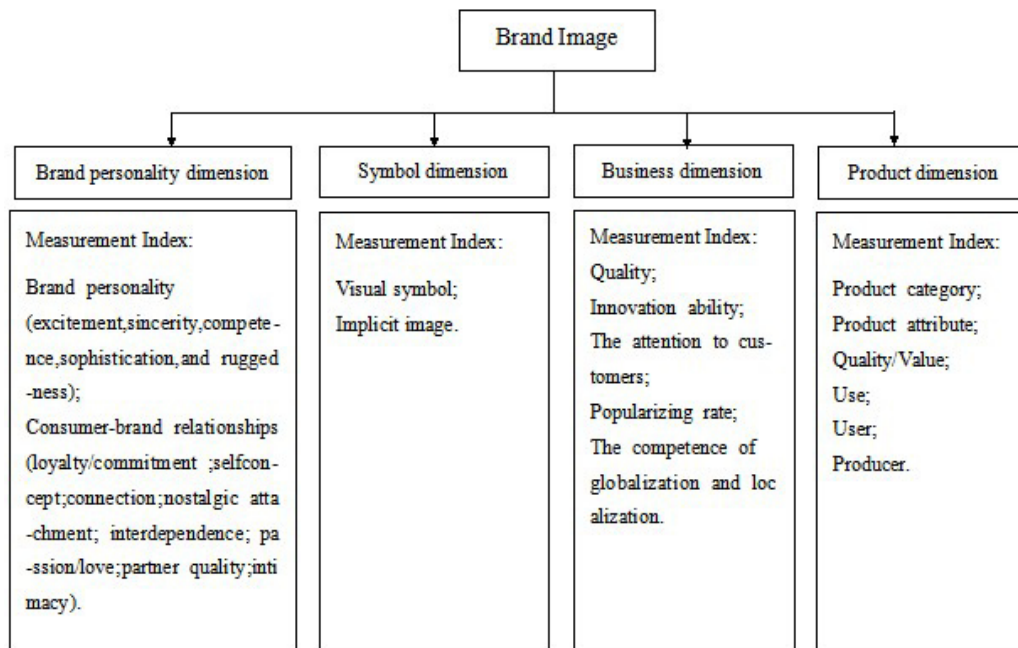 Brand Image
Brand personality dimension
Measurement Index:
Brand personality
(excitement,sincerity,compete-
nce,sophistication,and rugged
-ness);
Consumer-brand relationships
(loyalty/commitment ;selfcon-
cept;connection;nostalgic atta
-chment; interdependence; pa
-ssion/love;partner quality;inti
macy).
Symbol dimension
Measurement Index:
Visual symbol;
Implicit image.
Business dimension
Measurement Index:
Quality;
Innovation ability;
The attention to cus-
tomers;
Popularizing rate;
The competence of
globalization and loc
alization.
Product dimension
Measurement Index:
Product category;
Product attribute;
Quality/Value;
Use;
User;
Producer.